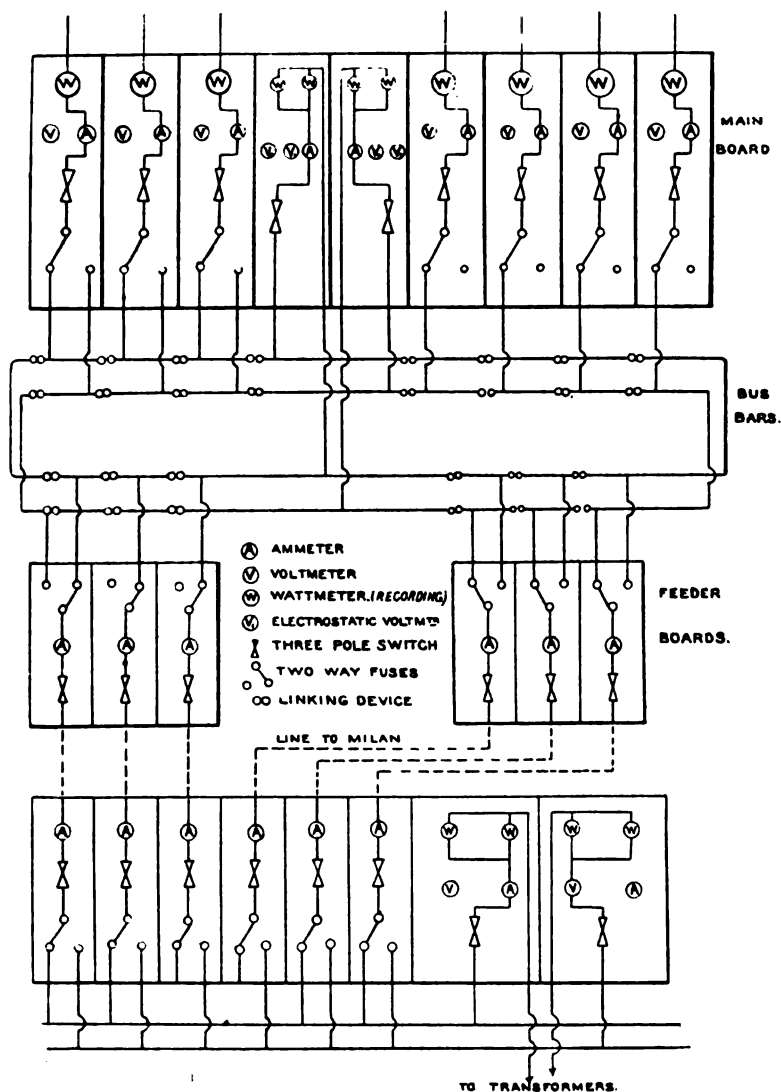 W W W W W W W W W W W
V A V A V A V V A A V V V A V A V A V A
MAIN
BOARD
BUS
BARS.
A AMMETER
V VOLTMETER
W WATTMETER.(RECORDING)
V ELECTROSTATIC VOLTMTR
THREE POLE SWITCH
TWO WAY FUSES
LINKING DEVICE
FEEDER
BOARDS.
A A A A A A
LINE TO MILAN
W W W W
A A A A A A
V A V A
TO TRANSFORMERS.